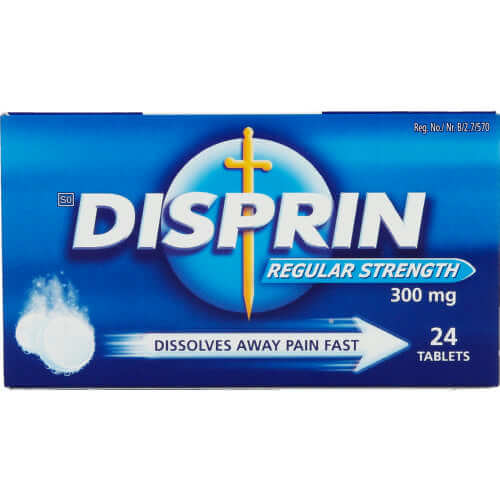 Reg. No./ Nr. B/2.7/570
S0
DISPRIN
REGULAR STRENGTH
300 mg
DISSOLVES AWAY PAIN FAST
24
TABLETS